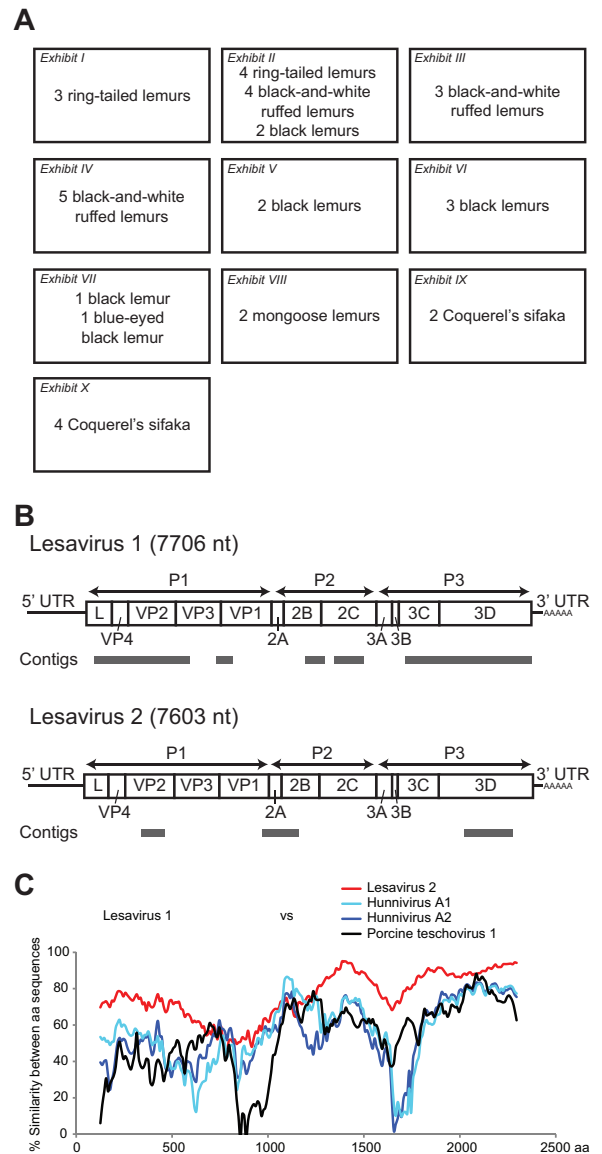 A
Exhibit I
3 ring-tailed lemurs
Exhibit II
4 ring-tailed lemurs
4 black-and-white
ruffed lemurs
2 black lemurs
Exhibit III
3 black-and-white
ruffed lemurs
Exhibit IV
5 black-and-white
ruffed lemurs
Exhibit V
2 black lemurs
Exhibit VI
3 black lemurs
Exhibit VII
1 black lemur
1 blue-eyed
black lemur
Exhibit VIII
2 mongoose lemurs
Exhibit IX
2 Coquerel's sifaka
Exhibit X
4 Coquerel's sifaka
B
Lesavirus 1 (7706 nt)
P1 P2 P3
5' UTR 3' UTR
L VP2 VP3 VP1 2B 2C 3C 3D AAAAA
VP4 2A 3A 3B
Contigs
Lesavirus 2 (7603 nt)
P1 P2 P3
5' UTR 3' UTR
L VP2 VP3 VP1 2B 2C 3C 3D AAAAA
VP4 2A 3A 3B
Contigs
C
Lesavirus 1 vs
Lesavirus 2
Hunnivirus A1
Hunnivirus A2
Porcine teschovirus 1
% Similarity between aa sequences
100
80
60
40
20
0
0 500 1000 1500 2000 2500 aa